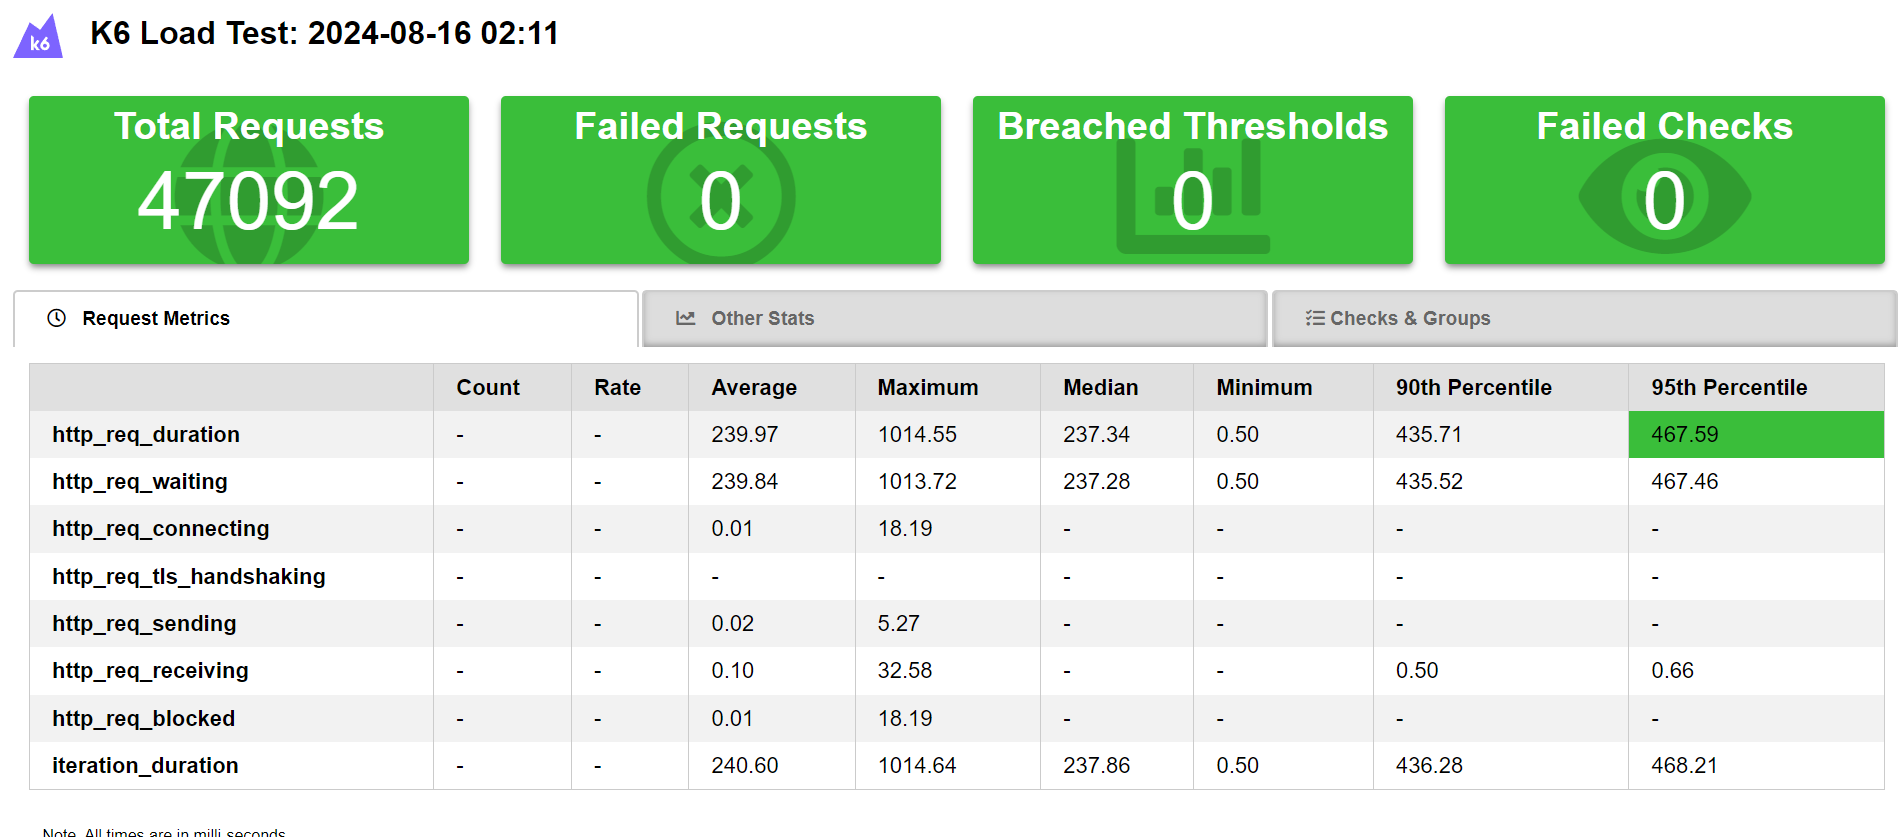 k6
K6 Load Test: 2024-08-16 02:11
Total Requests
47092
Failed Requests
0
Breached Thresholds
0
Failed Checks
0
Request Metrics
Other Stats
Checks & Groups
Count Rate Average Maximum Median Minimum 90th Percentile 95th Percentile
http_req_duration - - 239.97 1014.55 237.34 0.50 435.71 467.59
http_req_waiting - - 239.84 1013.72 237.28 0.50 435.52 467.46
http_req_connecting - - 0.01 18.19 - - - -
http_req_tls_handshaking - - - - - - - -
http_req_sending - - 0.02 5.27 - - - -
http_req_receiving - - 0.10 32.58 - - 0.50 0.66
http_req_blocked - - 0.01 18.19 - - - -
iteration_duration - - 240.60 1014.64 237.86 0.50 436.28 468.21
Note. All times are in milli-seconds